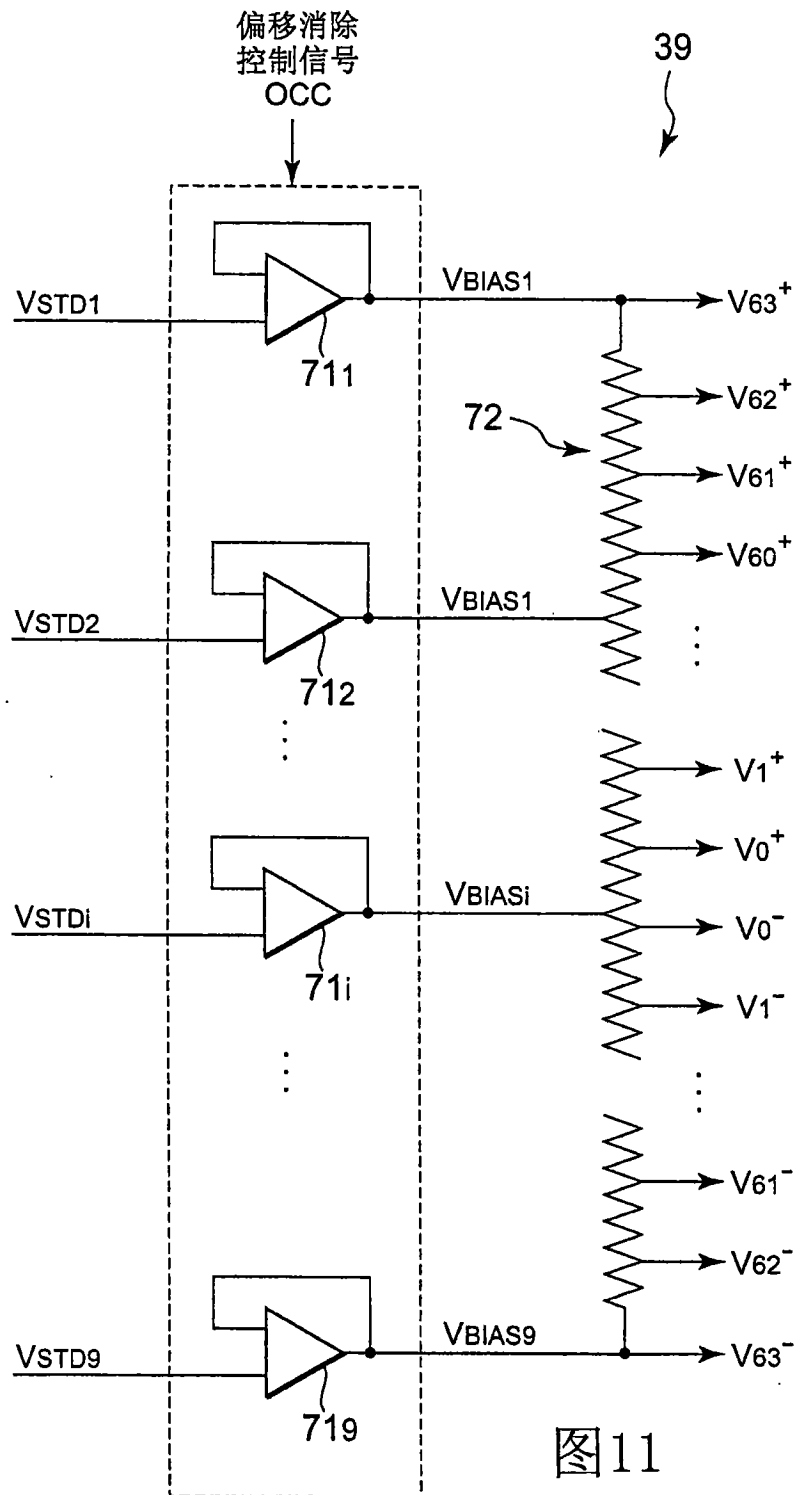 偏移消除
控制信号
OCC
39
VSTD1
711
VBIAS1
V63+
72
V62+
V61+
V60+
VSTD2
712
VBIAS1
V1+
V0+
VSTDi
71i
VBIASi
V0-
V1-
V61-
V62-
VSTD9
719
VBIAS9
V63-
图11